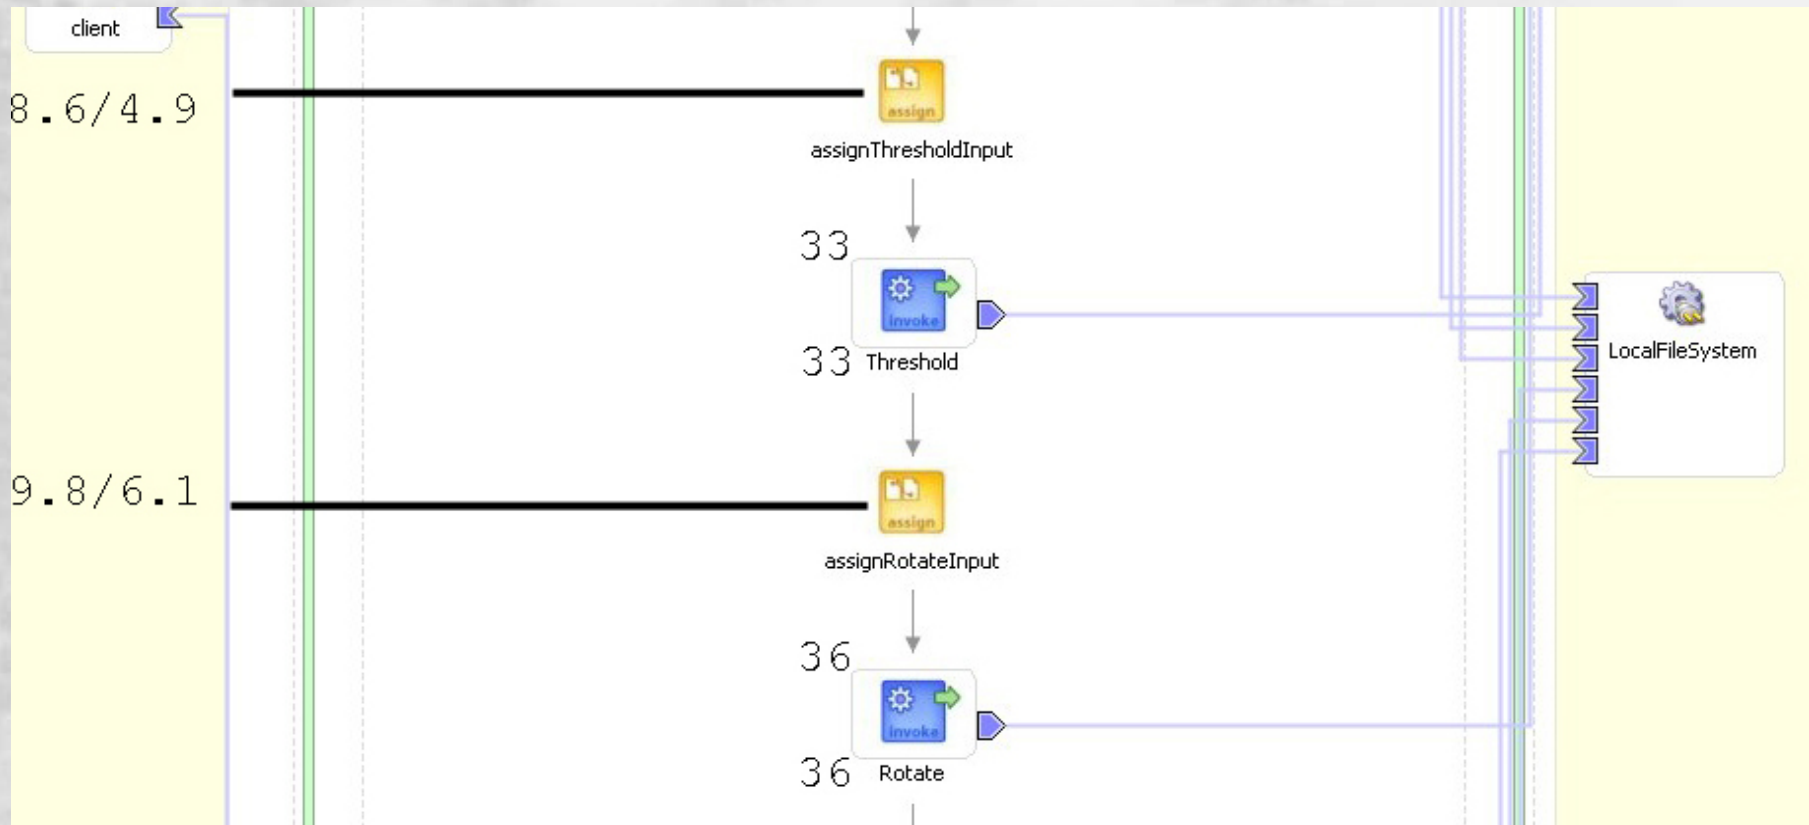 client
8.6/4.9
assign
assignThresholdInput
33
invoke
33 Threshold
LocalFileSystem
9.8/6.1
assign
assignRotateInput
36
invoke
36 Rotate